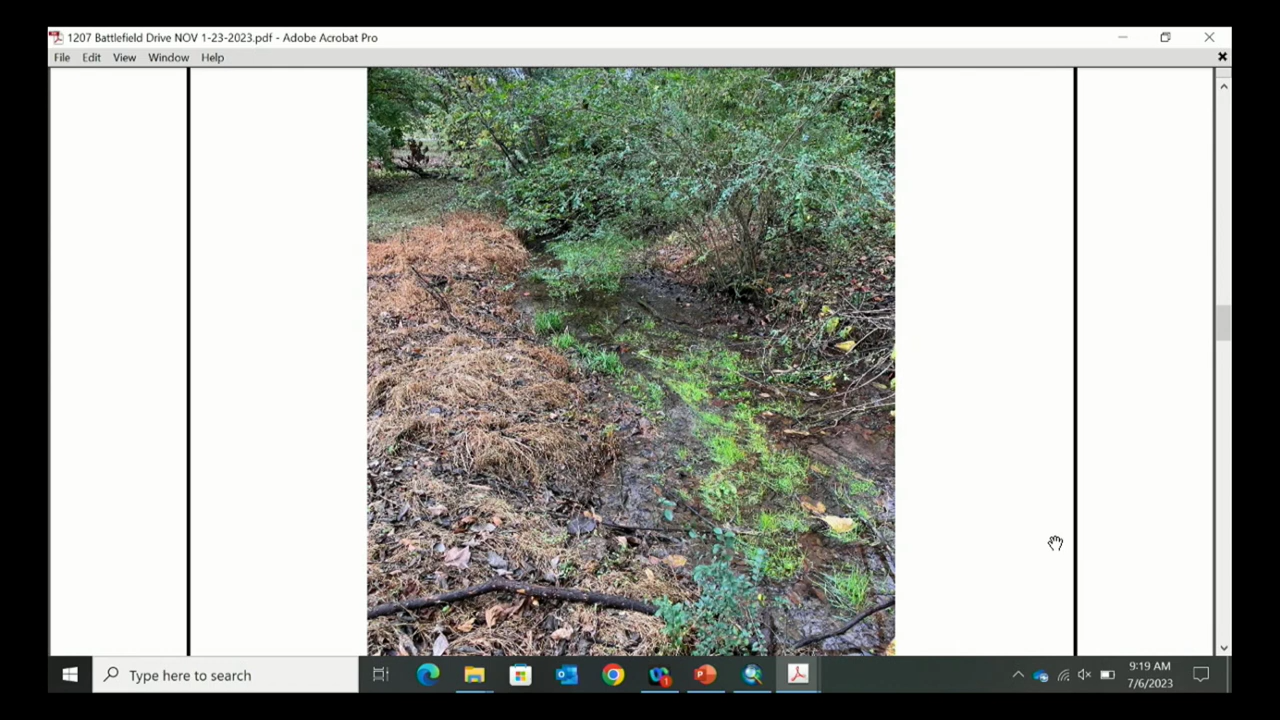 1207 Battlefield Drive NOV 1-23-2023.pdf - Adobe Acrobat Pro
File Edit View Window Help
Type here to search
1
9:19 AM
7/6/2023